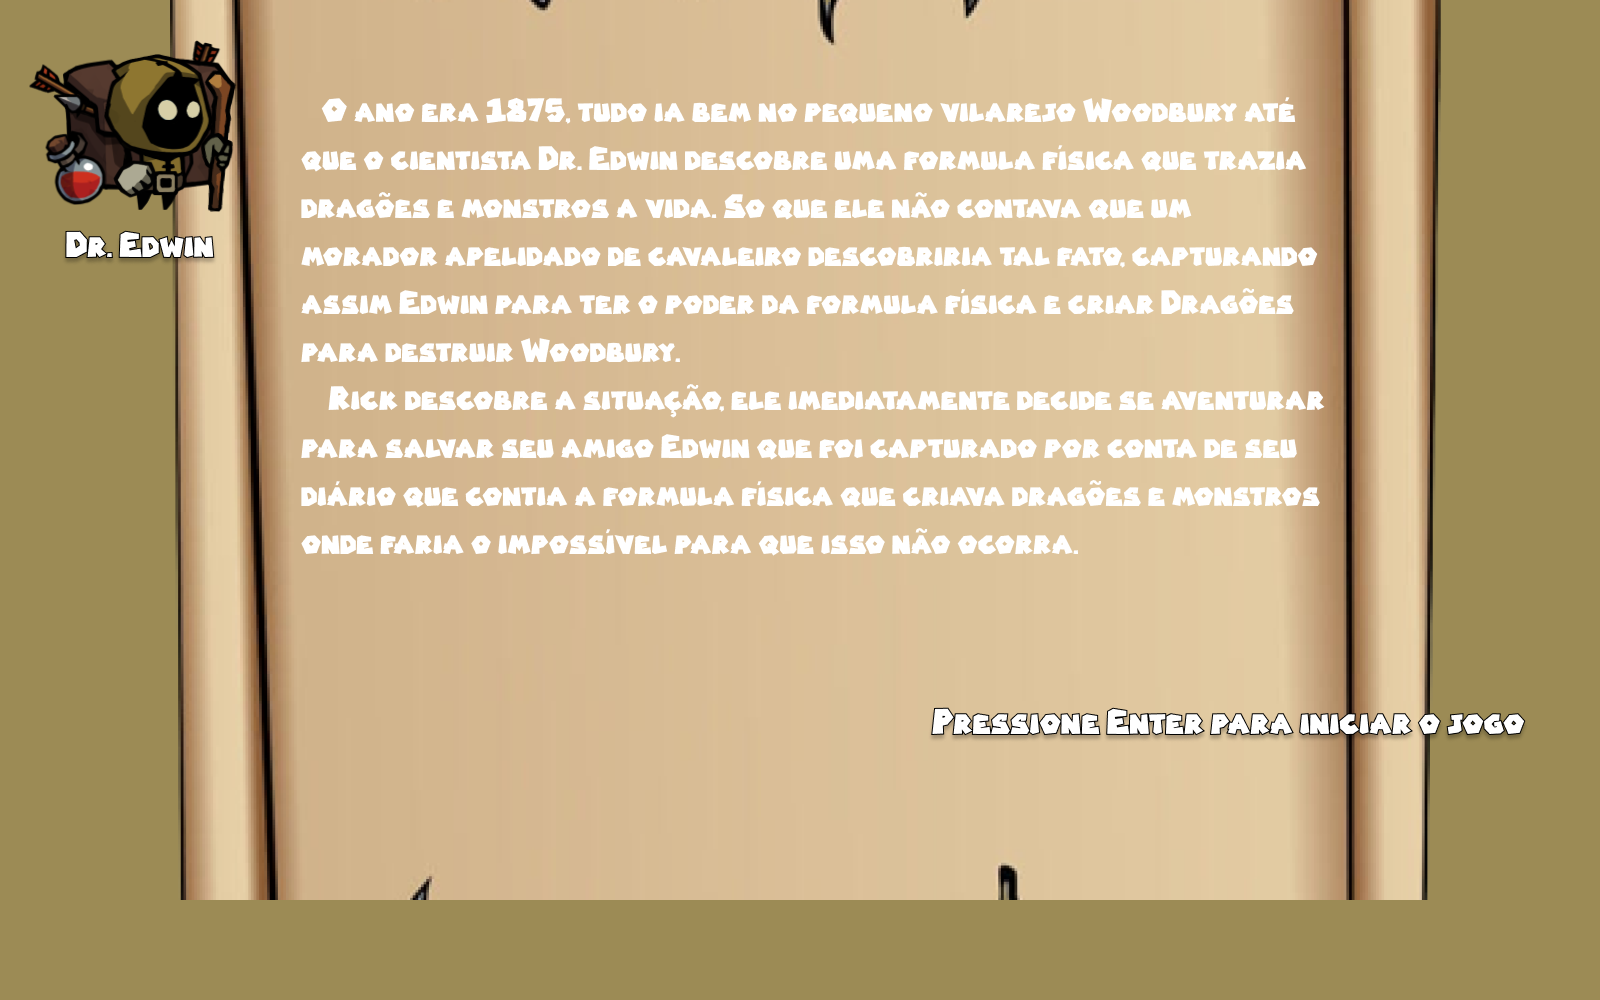 Dr. Edwin
O ano era 1875, tudo ia bem no pequeno vilarejo Woodbury até
que o cientista Dr. Edwin descobre uma formula física que trazia
dragões e monstros a vida. So que ele não contava que um
morador apelidado de cavaleiro descobriria tal fato, capturando
assim Edwin para ter o poder da formula física e criar Dragões
para destruir Woodbury.
Rick descobre a situação, ele imediatamente decide se aventurar
para salvar seu amigo Edwin que foi capturado por conta de seu
diário que contia a formula física que criava dragões e monstros
onde faria o impossível para que isso não ocorra.
Pressione Enter para iniciar o jogo